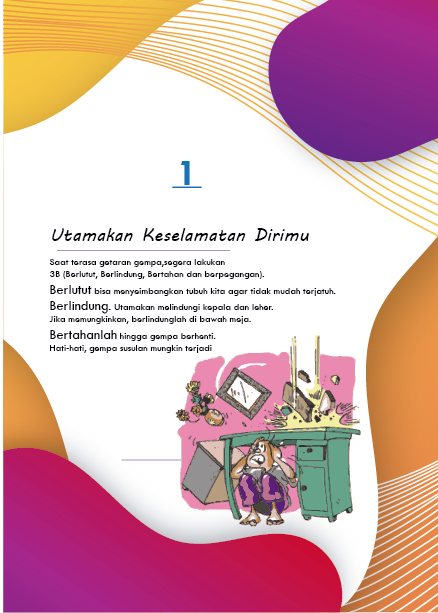 1
Utamakan Keselamatan Dirimu
Saat terasa getaran gempa,segera lakukan
3B (Berlutut, Berlindung, Bertahan dan berpegangan).
Berlutut bisa menyeimbangkan tubuh kita agar tidak mudah terjatuh.
Berlindung. Utamakan melindungi kepala dan leher.
Jika memungkinkan, berlindunglah di bawah meja.
Bertahanlah hingga gempa berhenti.
Hati-hati, gempa susulan mungkin terjadi